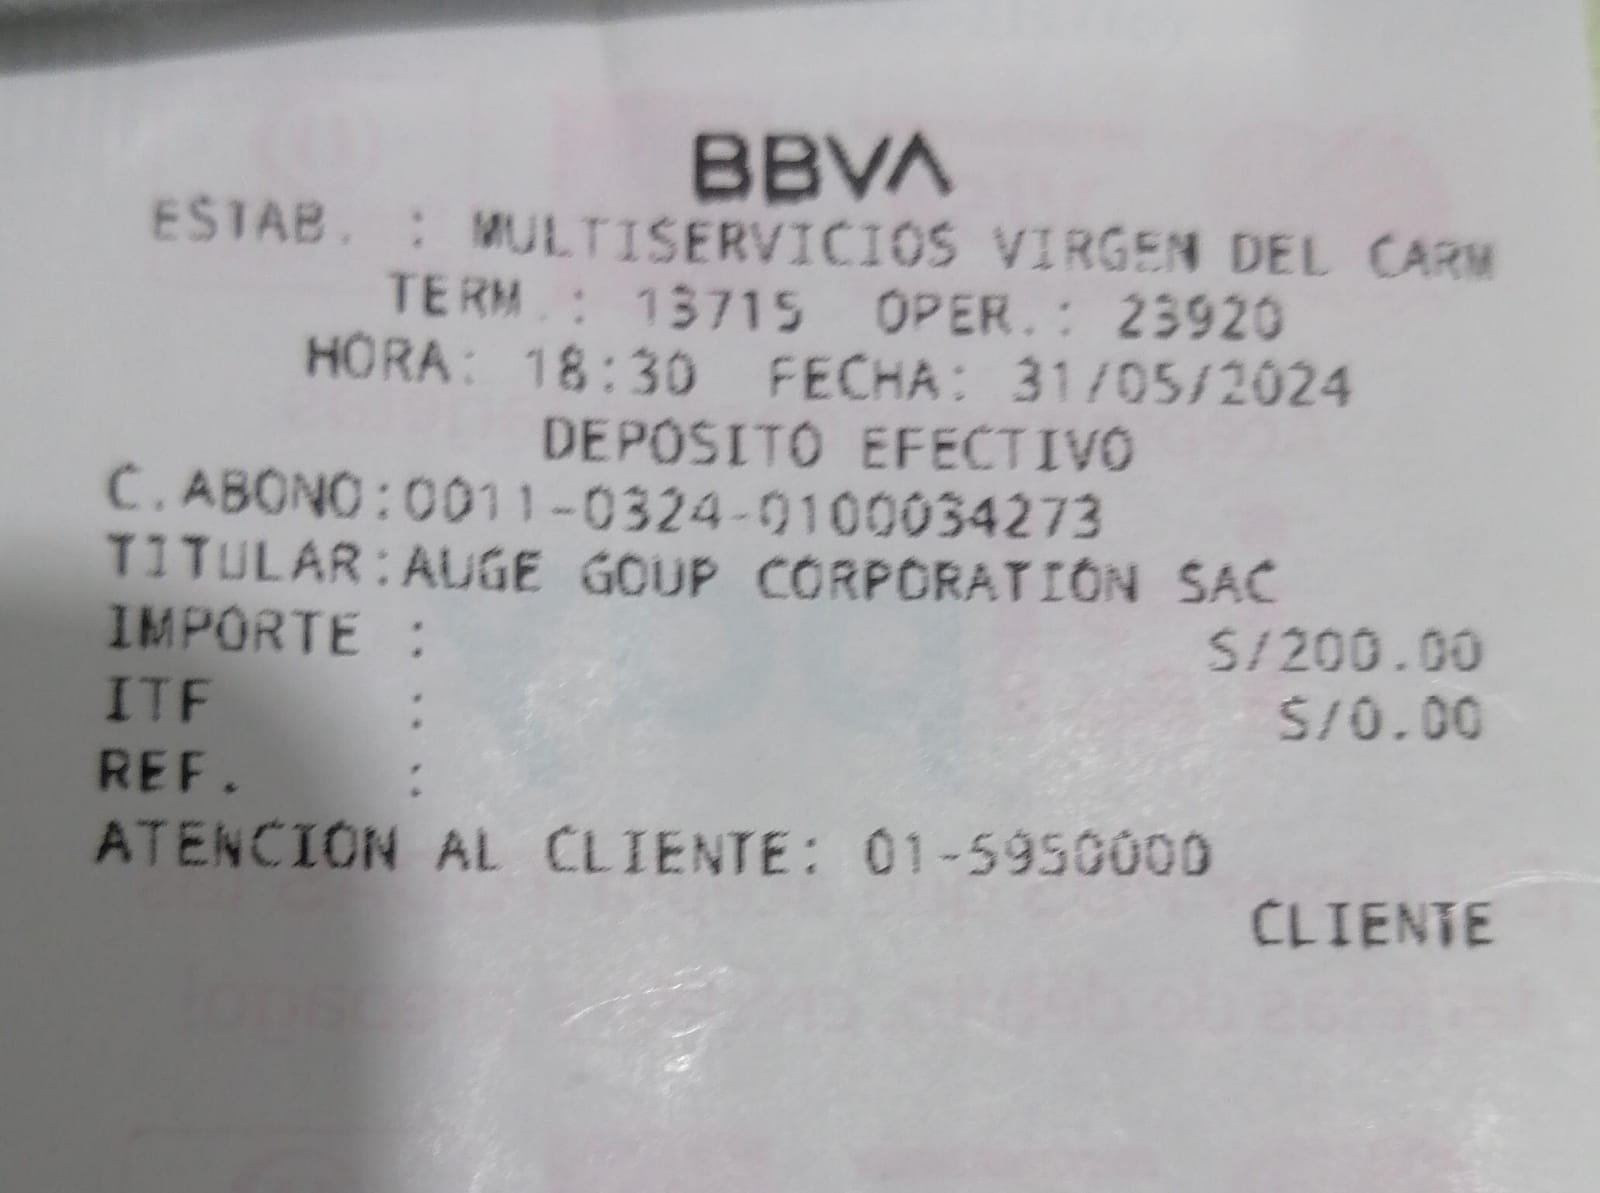 BBVA
ESTAB. : MULTISERVICIOS VIRGEN DEL CARM
TERM.: 13715 OPER.: 23920
HORA: 18:30 FECHA: 31/05/2024
DEPOSITO EFECTIVO
C.ABONO:0011-0324-0100034273
TITULAR:AUGE GOUP CORPORATION SAC
IMPORTE : S/200.00
ITF : S/0.00
REF. :
ATENCION AL CLIENTE: 01-5950000
CLIENTE